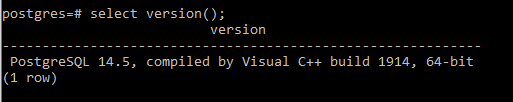 postgres=# select version();
version
-------------------------------------------------------------
PostgreSQL 14.5, compiled by Visual C++ build 1914, 64-bit
(1 row)